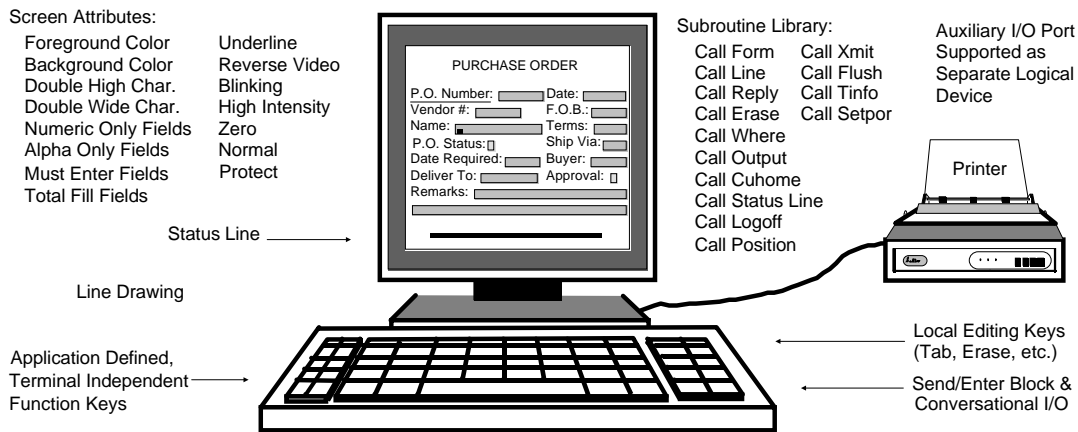 Screen Attributes:
Foreground Color
Background Color
Double High Char.
Double Wide Char.
Numeric Only Fields
Alpha Only Fields
Must Enter Fields
Total Fill Fields
Underline
Reverse Video
Blinking
High Intensity
Zero
Normal
Protect
Status Line
Line Drawing
Application Defined,
Terminal Independent
Function Keys
PURCHASE ORDER
P.O. Number: Date:
Vendor #: F.O.B.:
Name: Terms:
P.O. Status: Ship Via:
Date Required: Buyer:
Deliver To: Approval:
Remarks:
Subroutine Library:
Call Form
Call Line
Call Reply
Call Erase
Call Where
Call Output
Call Cuhome
Call Status Line
Call Logoff
Call Position
Call Xmit
Call Flush
Call Tinfo
Call Setpor
Auxiliary I/O Port
Supported as
Separate Logical
Device
Printer
Local Editing Keys
(Tab, Erase, etc.)
Send/Enter Block &
Conversational I/O